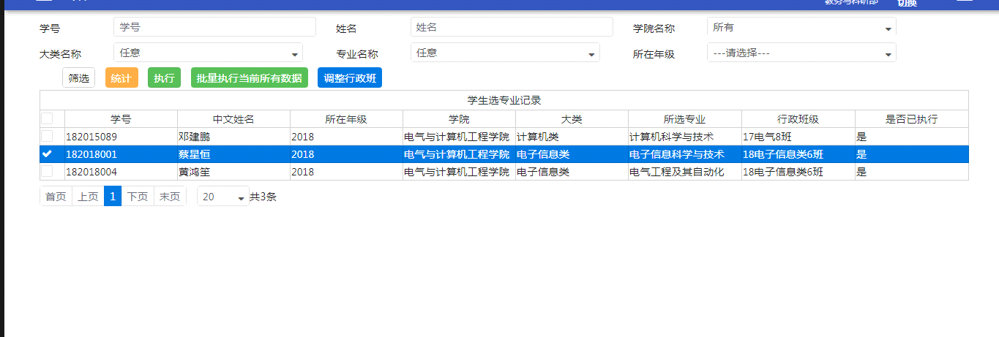 教务与科研部 切换
学号 学号 姓名 姓名 学院名称 所有
大类名称 任意 专业名称 任意 所在年级 ---请选择---
筛选 统计 执行 批量执行当前所有数据 调整行政班
学生选专业记录
学号 中文姓名 所在年级 学院 大类 所选专业 行政班级 是否已执行
182015089 邓建鹏 2018 电气与计算机工程学院 计算机类 计算机科学与技术 17电气8班 是
182018001 蔡星恒 2018 电气与计算机工程学院 电子信息类 电子信息科学与技术 18电子信息类6班 是
182018004 黄鸿笙 2018 电气与计算机工程学院 电子信息类 电气工程及其自动化 18电子信息类6班 是
首页 上页 1 下页 末页 20 共3条